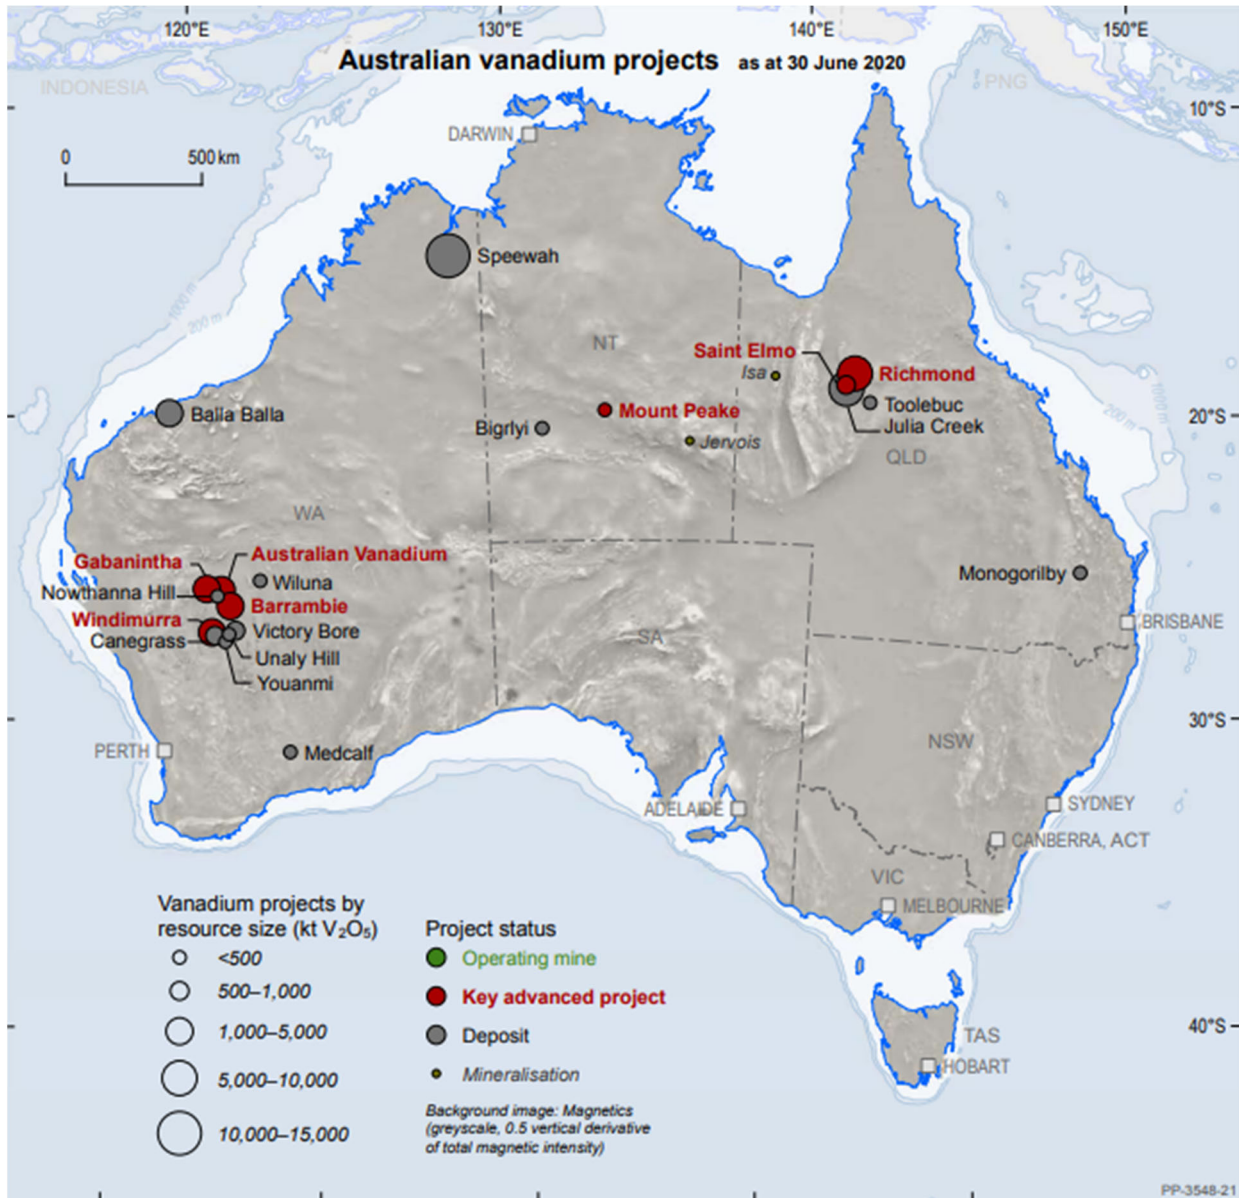 120°E 130°E 140°E 150°E
Australian vanadium projects as at 30 June 2020
INDONESIA
PNG
10°S
DARWIN
0 500 km
Speewah
1000 m
200 m
NT
Saint Elmo
Isa
Richmond
Balla Balla
Mount Peake
Toolebuc
20°S
Bigrlyi
Jervois
Julia Creek
QLD
200 m
1000 m
WA
Gabanintha
Australian Vanadium
Wiluna
Monogorilby
Nowthanna Hill
Barrambie
Windimurra
BRISBANE
Canegrass
Victory Bore
SA
Unaly Hill
Youanmi
30°S
PERTH
Medcalf
NSW
ADELAIDE
SYDNEY
CANBERRA, ACT
VIC
MELBOURNE
Vanadium projects by
resource size (kt V₂O₅)
<500
500–1,000
1,000–5,000
5,000–10,000
10,000–15,000
Project status
Operating mine
Key advanced project
Deposit
Mineralisation
Background image: Magnetics
(greyscale, 0.5 vertical derivative
of total magnetic intensity)
40°S
TAS
HOBART
PP-3548-21